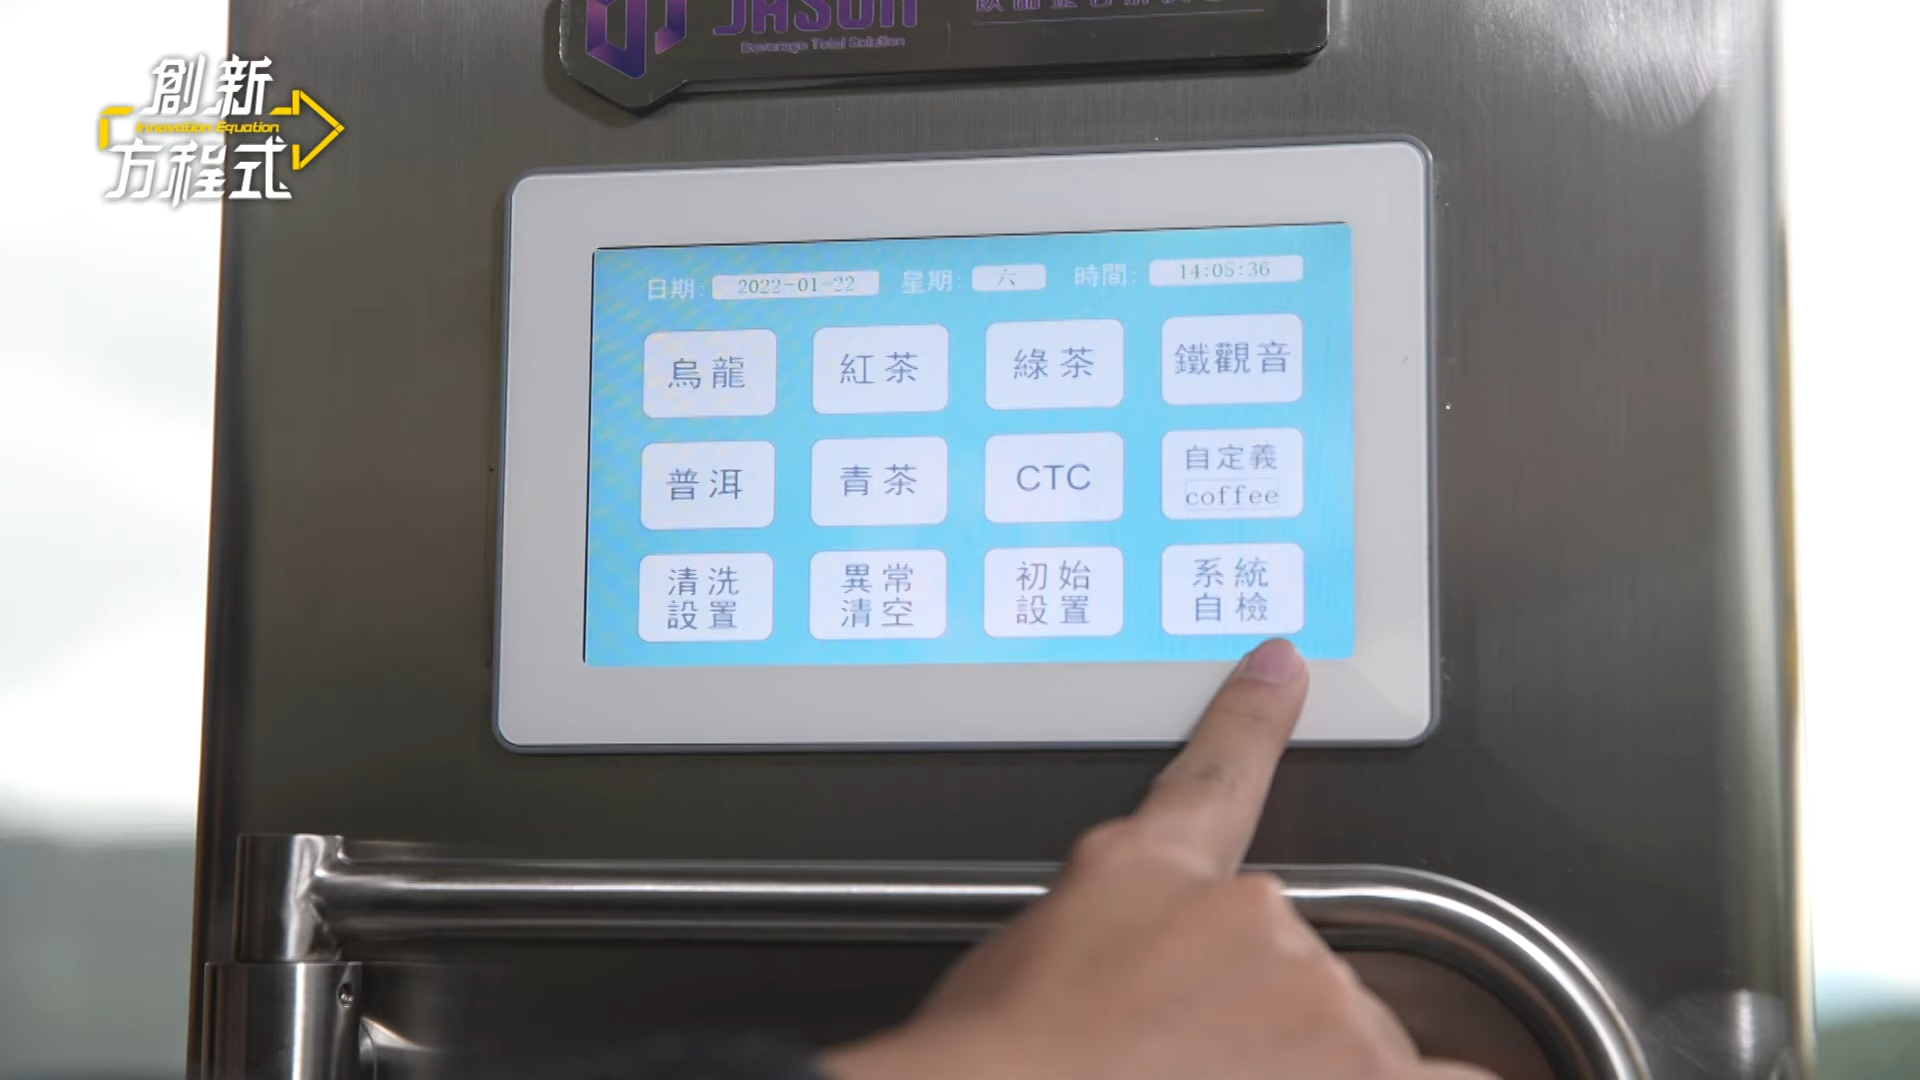 JASON
Beverage Total Solution
創新
Innovation Equation
方程式
日期: 2022-01-22 星期: 六 時間: 14:05:36
烏龍 紅茶 綠茶 鐵觀音
普洱 青茶 CTC 自定義
coffee
清洗 異常 初始 系統
設置 清空 設置 自檢